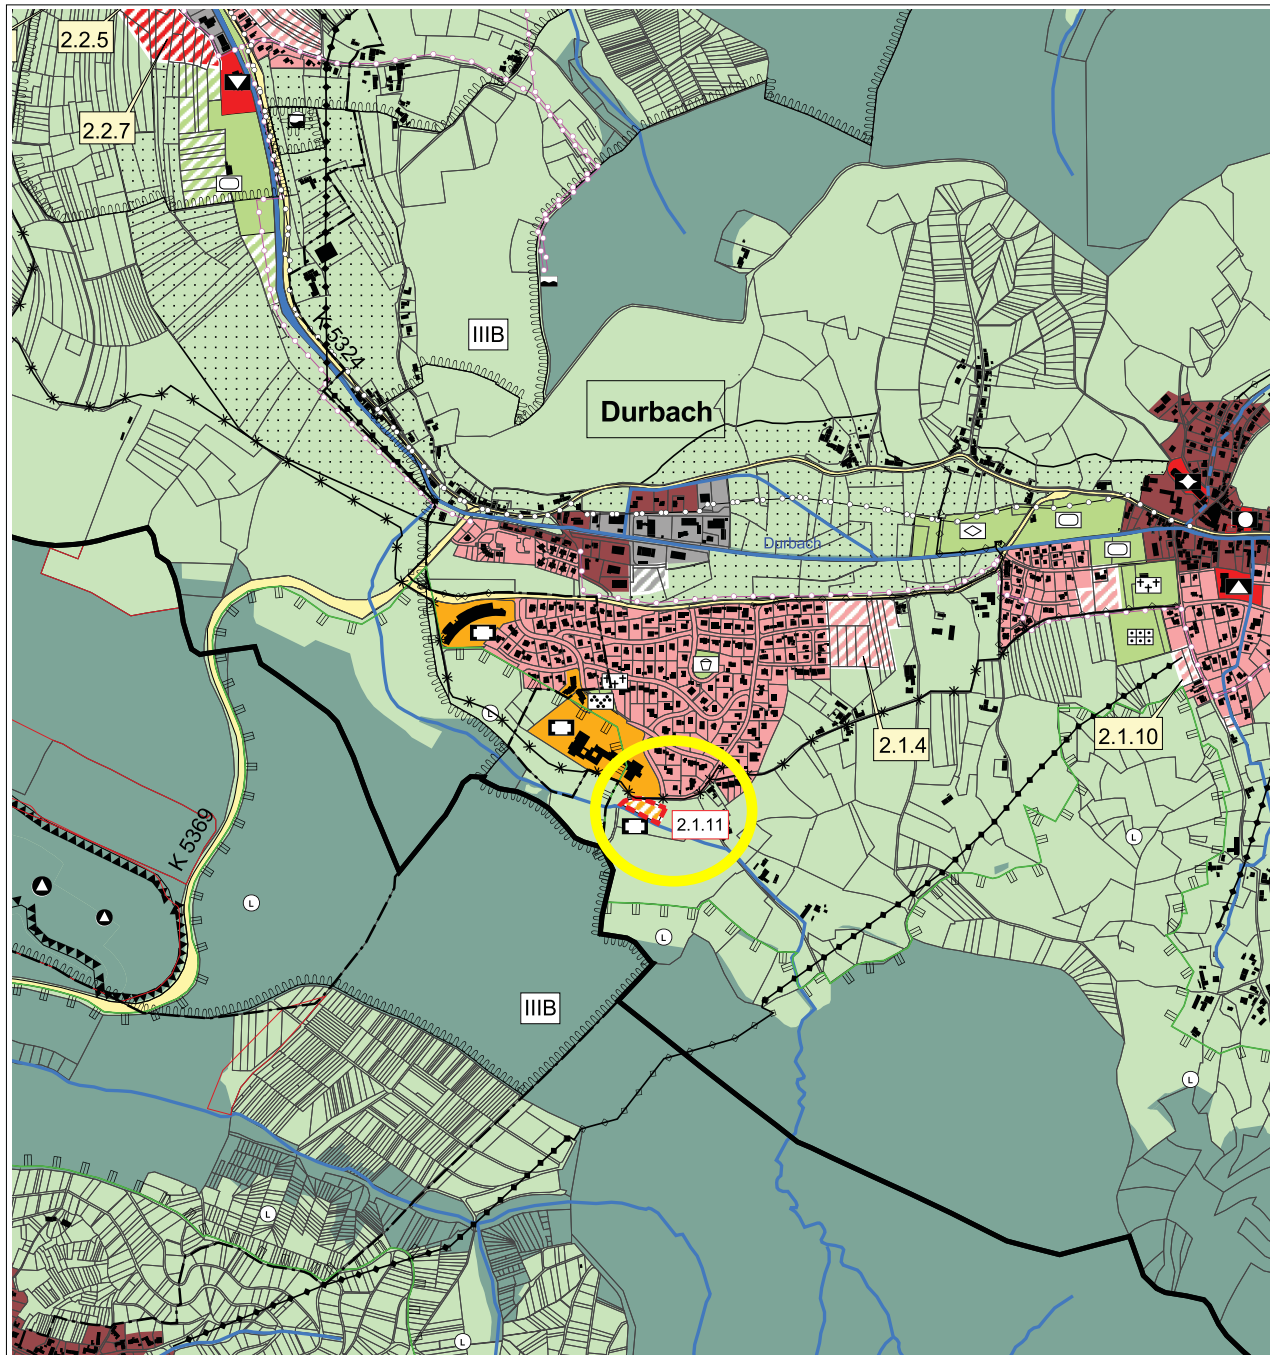 2.2.5
2.2.7
K 5324
IIIB
Durbach
Durbach
2.1.4
2.1.10
L
2.1.11
K 5369
L
L
L
IIIB
L
L
L